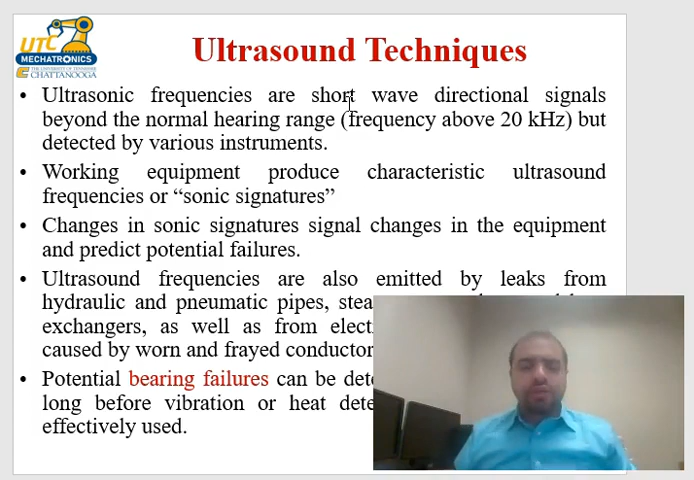 UTC
MECHATRONICS
THE UNIVERSITY OF TENNESSEE
CHATTANOOGA
Ultrasound Techniques
• Ultrasonic frequencies are short wave directional signals
beyond the normal hearing range (frequency above 20 kHz) but
detected by various instruments.
• Working equipment produce characteristic ultrasound
frequencies or “sonic signatures”
• Changes in sonic signatures signal changes in the equipment
and predict potential failures.
• Ultrasound frequencies are also emitted by leaks from
hydraulic and pneumatic pipes,
exchangers, as well as from
caused by worn and frayed conductor
• Potential bearing failures can be
long before vibration or heat
effectively used.